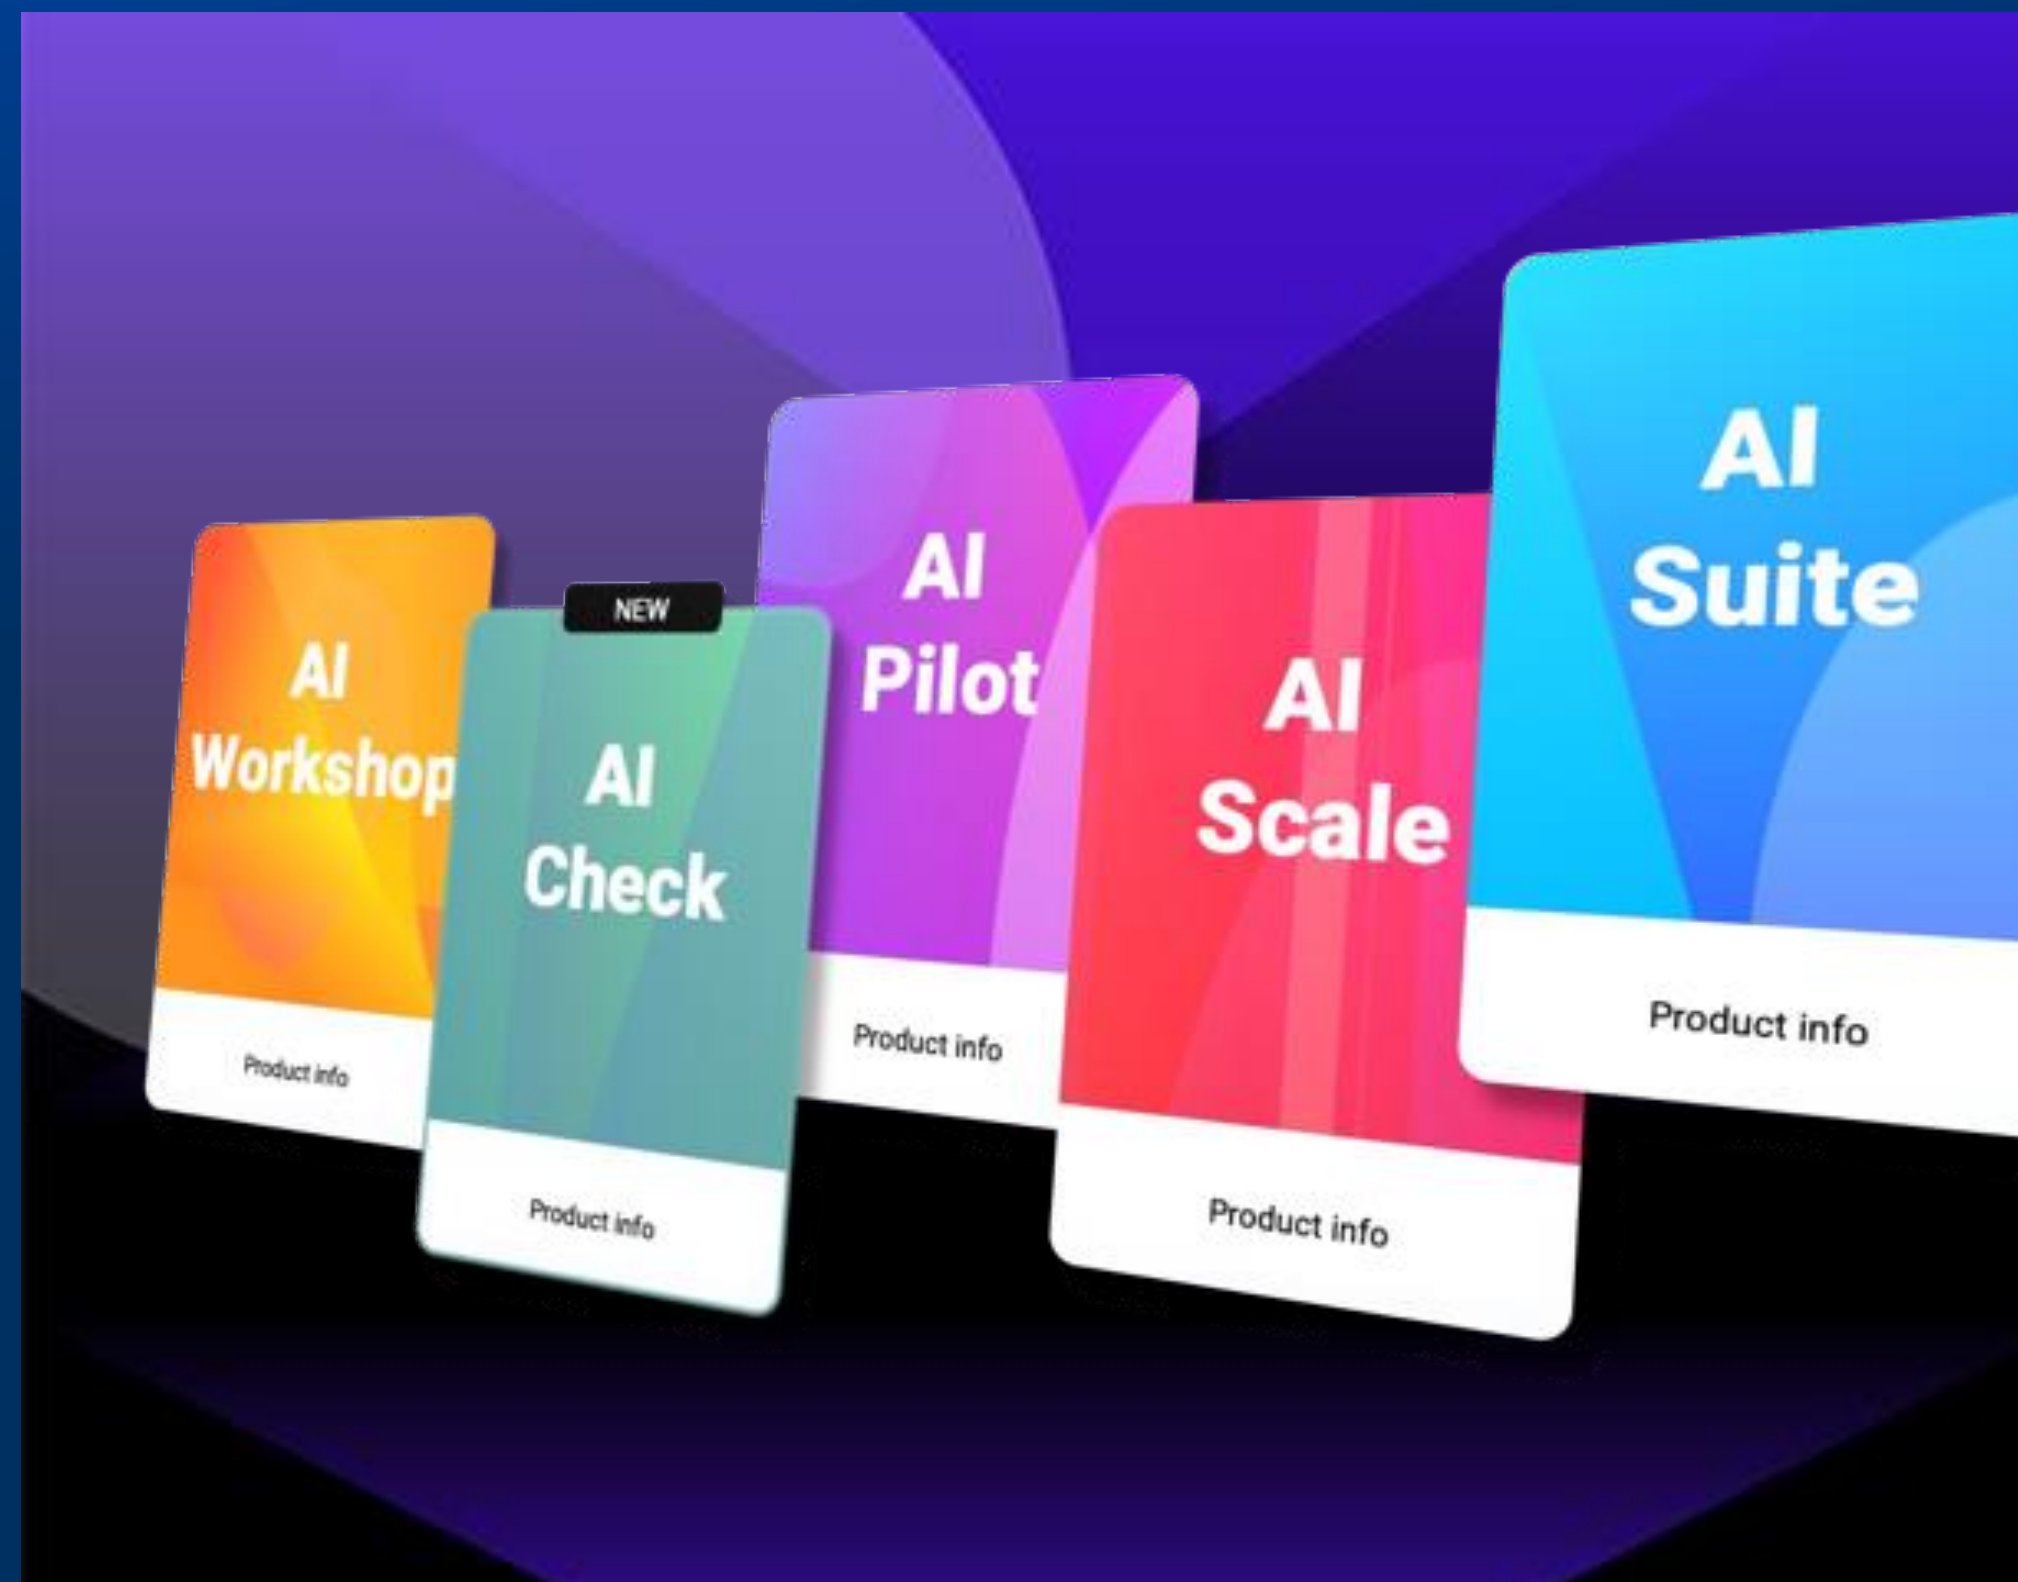 AI
Workshop
Product info
NEW
AI
Check
Product info
AI
Pilot
Product info
AI
Scale
Product info
AI
Suite
Product info